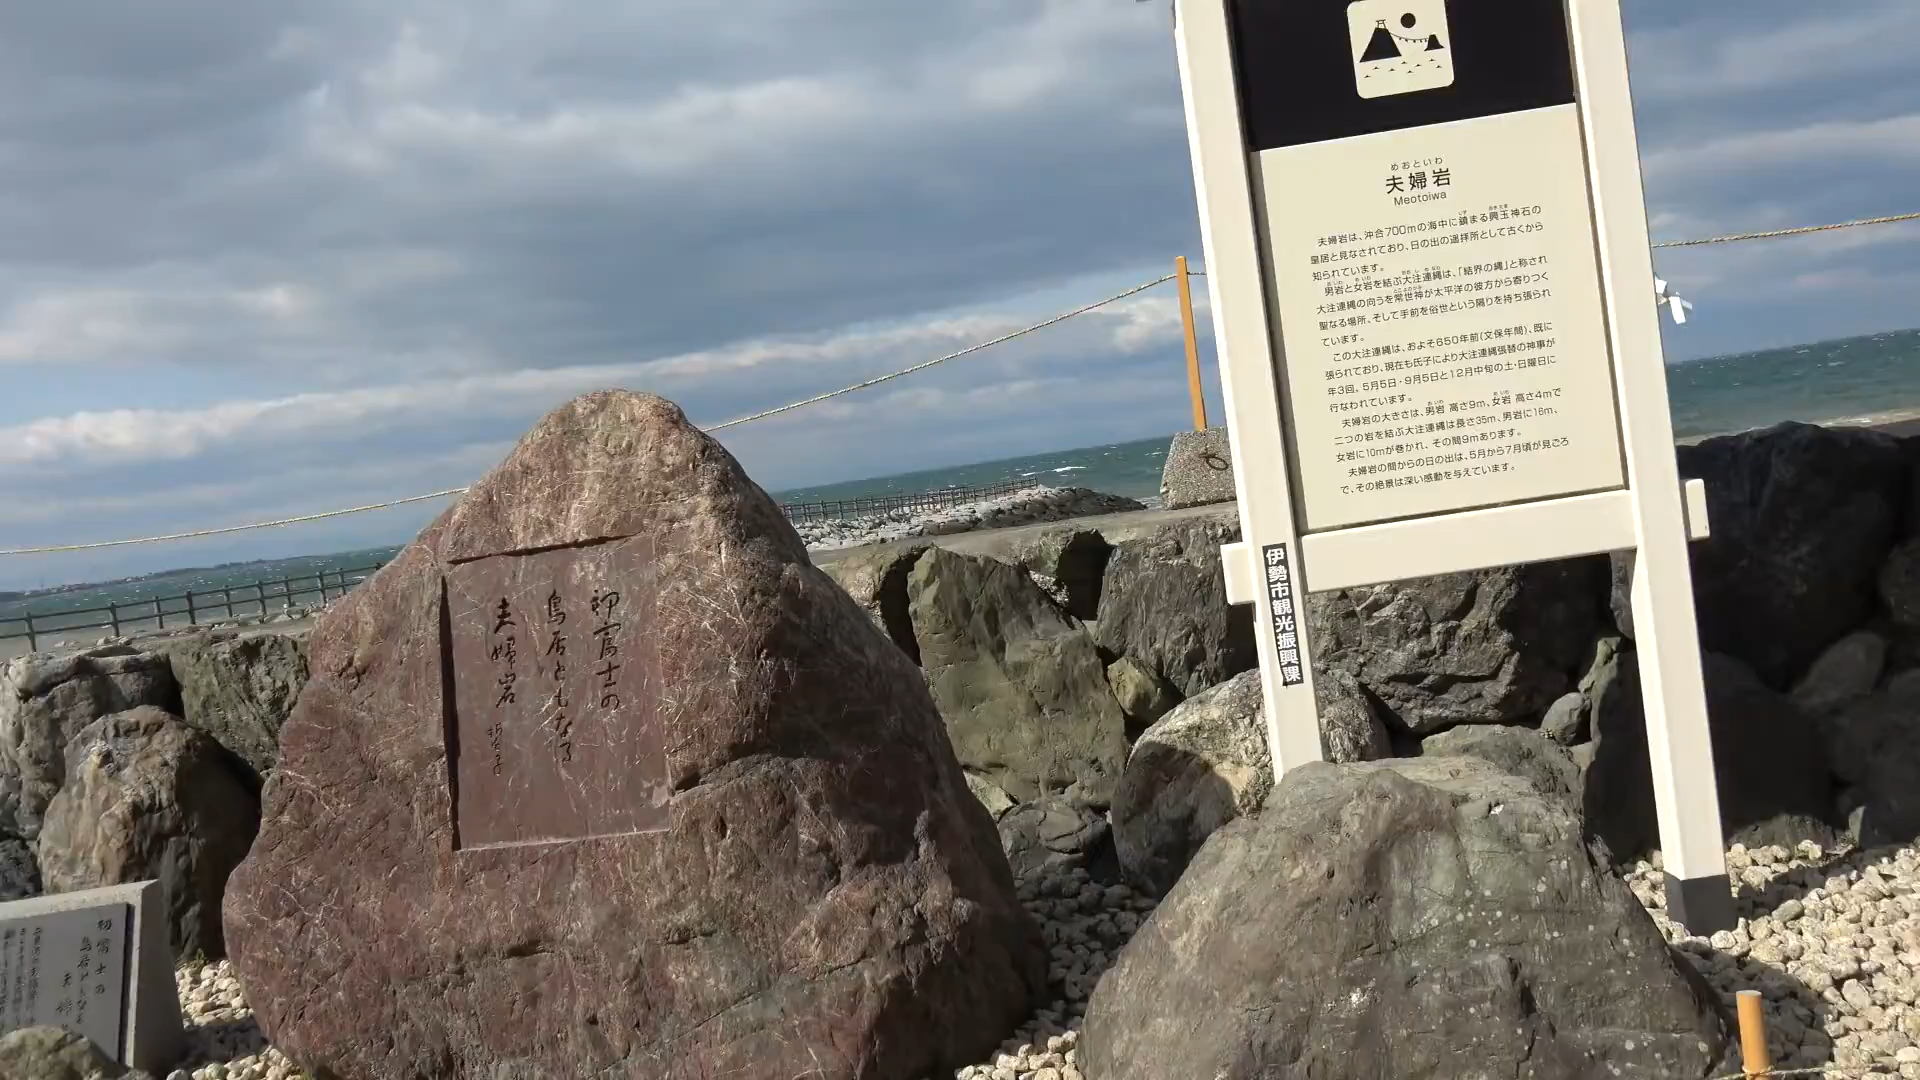 初富士の
鳥居ともなる
夫婦岩
めおといわ
夫婦岩
Meotoiwa
夫婦岩は、沖合700mの海中に鎮まる興玉神石の
皇居と見なされており、日の出の遥拝所として古くから
知られています。
男岩と女岩を結ぶ大注連縄は、「結界の縄」と称され
大注連縄の向うを常世神が太平洋の彼方から寄りつく
聖なる場所、そして手前を俗世という隔りを持ち張られ
ています。
この大注連縄は、およそ650年前(文保年間)、既に
張られており、現在も氏子により大注連縄張替の神事が
年3回、5月5日・9月5日と12月中旬の土・日曜日に
行なわれています。
夫婦岩の大きさは、男岩 高さ9m、女岩 高さ4mで
二つの岩を結ぶ大注連縄は長さ35m、男岩に16m、
女岩に10mが巻かれ、その間9mあります。
夫婦岩の間からの日の出は、5月から7月頃が見ごろ
で、その絶景は深い感動を与えています。
伊勢市観光振興課
初富士の
鳥居ともなる
夫婦